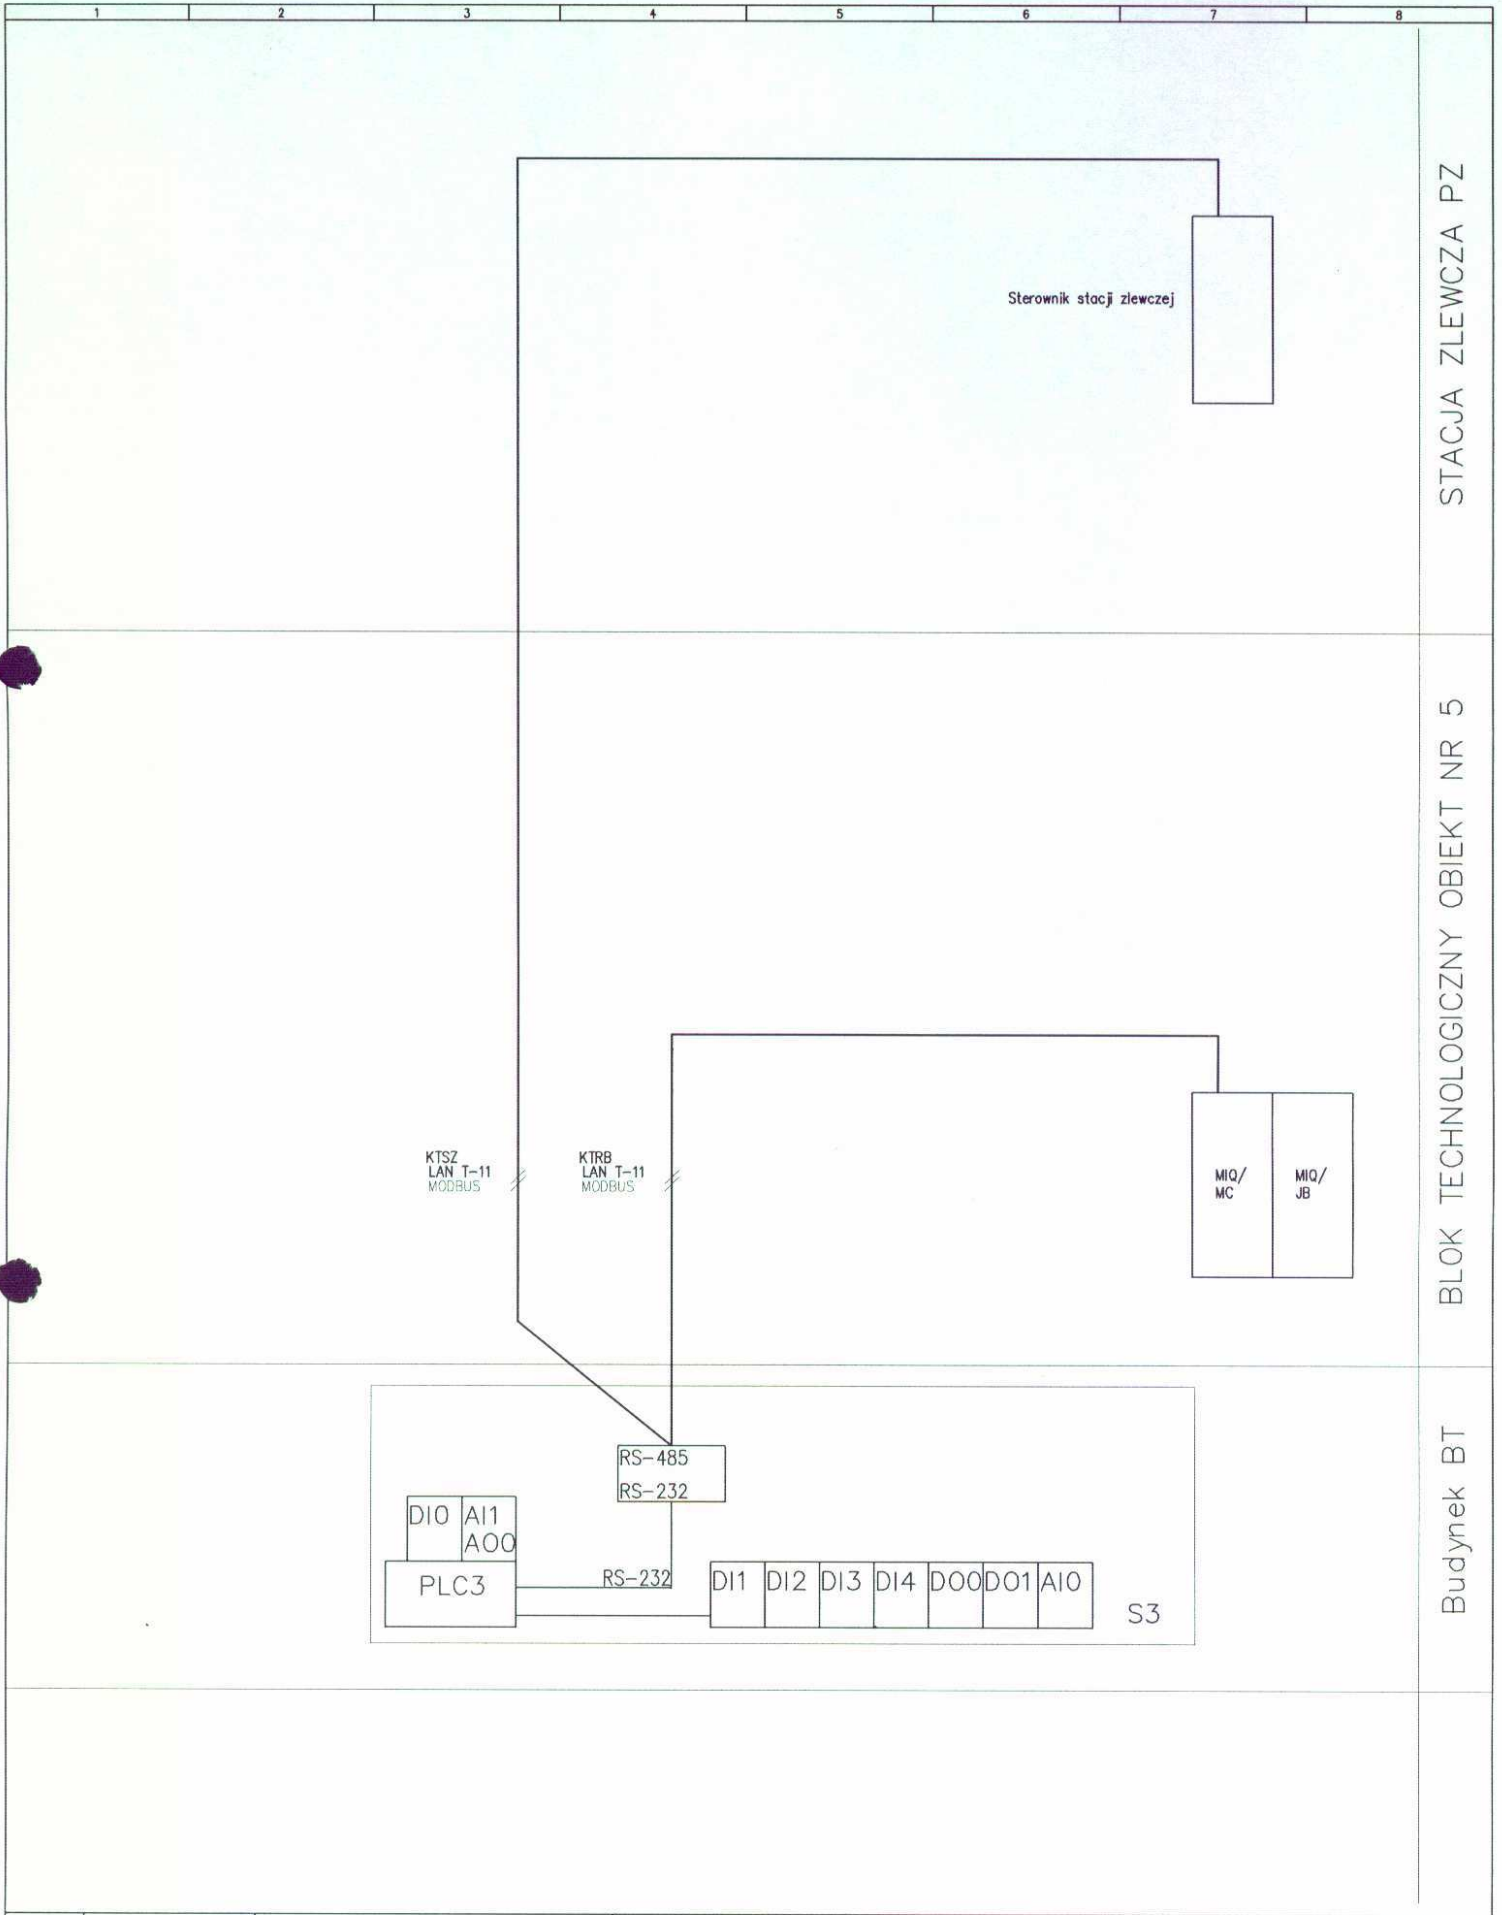 1 2 3 4 5 6 7 8
STACJA ZLEWCZA PZ
Sterownik stacji zlewczej
BLOK TECHNOLOGICZNY OBIEKT NR 5
KTSZ
LAN T-11
MODBUS
KTRB
LAN T-11
MODBUS
MIQ/
MC
MIQ/
JB
Budynek BT
RS-485
RS-232
DI0
AI1
AO0
PLC3
RS-232
DI1 DI2 DI3 DI4 DO0 DO1 AI0
S3